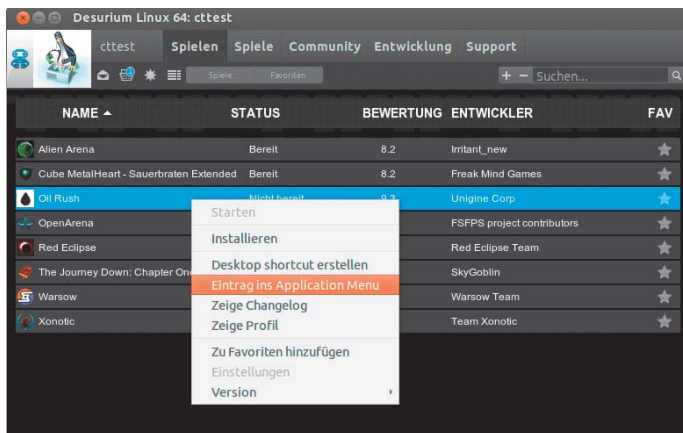 Desurium Linux 64: cttest
cttest Spielen Spiele Community Entwicklung Support
Spiele Favoriten + − Suchen...
NAME STATUS BEWERTUNG ENTWICKLER FAV
Alien Arena Bereit 8.2 Irritant_new
Cube MetalHeart - Sauerbraten Extended Bereit 8.2 Freak Mind Games
Oil Rush Nicht bereit 9.3 Unigine Corp
OpenArena FSFPS project contributors
Red Eclipse Red Eclipse Team
The Journey Down: Chapter On SkyGoblin
Warsow Warsow Team
Xonotic Team Xonotic
Starten
Installieren
Desktop shortcut erstellen
Eintrag ins Application Menu
Zeige Changelog
Zeige Profil
Zu Favoriten hinzufügen
Einstellungen
Version